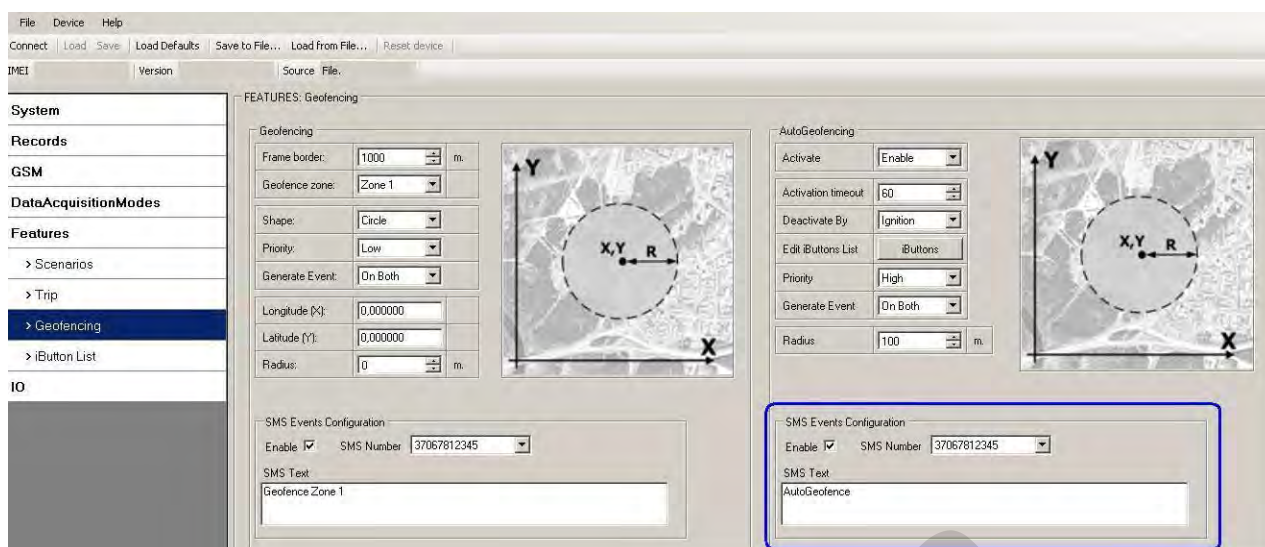 File Device Help
Connect Load Save Load Defaults Save to File... Load from File... Reset device
IMEI Version Source File.
System
Records
GSM
DataAcquisitionModes
Features
> Scenarios
> Trip
> Geofencing
> iButton List
IO
FEATURES: Geofencing
Geofencing
Frame border: 1000 m.
Geofence zone: Zone 1
Shape: Circle
Priority: Low
Generate Event: On Both
Longitude (X): 0,000000
Latitude (Y): 0,000000
Radius: 0 m.
Y
X,Y R
X
SMS Events Configuration
Enable SMS Number 37067812345
SMS Text
Geofence Zone 1
AutoGeofencing
Activate Enable
Activation timeout 60
Deactivate By Ignition
Edit iButtons List iButtons
Priority High
Generate Event On Both
Radius 100 m.
Y
X,Y R
X
SMS Events Configuration
Enable SMS Number 37067812345
SMS Text
AutoGeofence